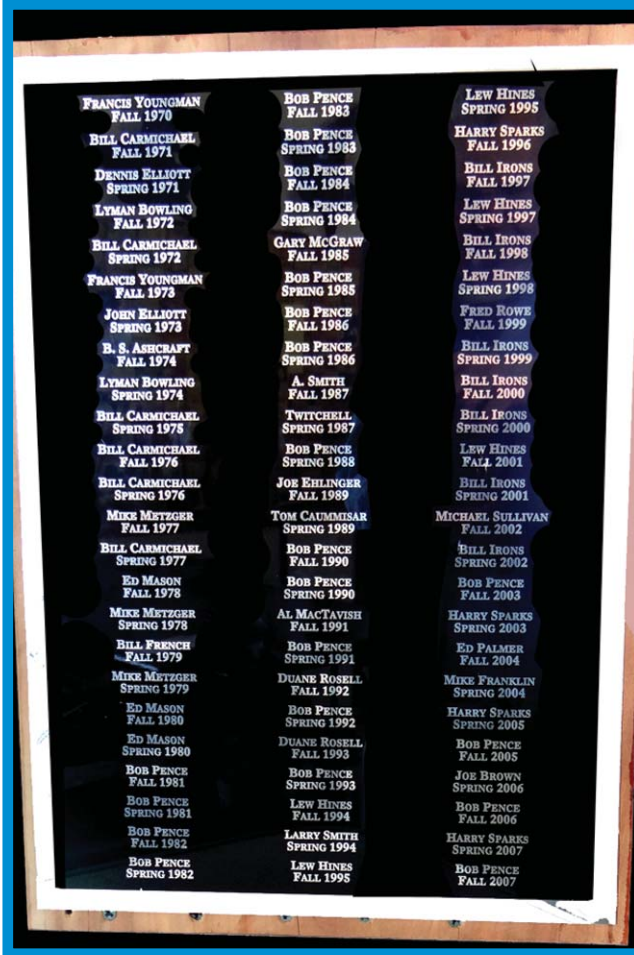 FRANCIS YOUNGMAN
FALL 1970
BILL CARMICHAEL
FALL 1971
DENNIS ELLIOTT
SPRING 1971
LYMAN BOWLING
FALL 1972
BILL CARMICHAEL
SPRING 1972
FRANCIS YOUNGMAN
FALL 1973
JOHN ELLIOTT
SPRING 1973
B. S. ASHCRAFT
FALL 1974
LYMAN BOWLING
SPRING 1974
BILL CARMICHAEL
SPRING 1975
BILL CARMICHAEL
FALL 1976
BILL CARMICHAEL
SPRING 1976
MIKE METZGER
FALL 1977
BILL CARMICHAEL
SPRING 1977
ED MASON
FALL 1978
MIKE METZGER
SPRING 1978
BILL FRENCH
FALL 1979
MIKE METZGER
SPRING 1979
ED MASON
FALL 1980
ED MASON
SPRING 1980
BOB PENCE
FALL 1981
BOB PENCE
SPRING 1981
BOB PENCE
FALL 1982
BOB PENCE
SPRING 1982
BOB PENCE
FALL 1983
BOB PENCE
SPRING 1983
BOB PENCE
FALL 1984
BOB PENCE
SPRING 1984
GARY MCGRAW
FALL 1985
BOB PENCE
SPRING 1985
BOB PENCE
FALL 1986
BOB PENCE
SPRING 1986
A. SMITH
FALL 1987
TWITCHELL
SPRING 1987
BOB PENCE
SPRING 1988
JOE EHLINGER
FALL 1989
TOM CAUMMISAR
SPRING 1989
BOB PENCE
FALL 1990
BOB PENCE
SPRING 1990
AL MACTAVISH
FALL 1991
BOB PENCE
SPRING 1991
DUANE ROSELL
FALL 1992
BOB PENCE
SPRING 1992
DUANE ROSELL
FALL 1993
BOB PENCE
SPRING 1993
LEW HINES
FALL 1994
LARRY SMITH
SPRING 1994
LEW HINES
FALL 1995
LEW HINES
SPRING 1995
HARRY SPARKS
FALL 1996
BILL IRONS
FALL 1997
LEW HINES
SPRING 1997
BILL IRONS
FALL 1998
LEW HINES
SPRING 1998
FRED ROWE
FALL 1999
BILL IRONS
SPRING 1999
BILL IRONS
FALL 2000
BILL IRONS
SPRING 2000
LEW HINES
FALL 2001
BILL IRONS
SPRING 2001
MICHAEL SULLIVAN
FALL 2002
BILL IRONS
SPRING 2002
BOB PENCE
FALL 2003
HARRY SPARKS
SPRING 2003
ED PALMER
FALL 2004
MIKE FRANKLIN
SPRING 2004
HARRY SPARKS
SPRING 2005
BOB PENCE
FALL 2005
JOE BROWN
SPRING 2006
BOB PENCE
FALL 2006
HARRY SPARKS
SPRING 2007
BOB PENCE
FALL 2007